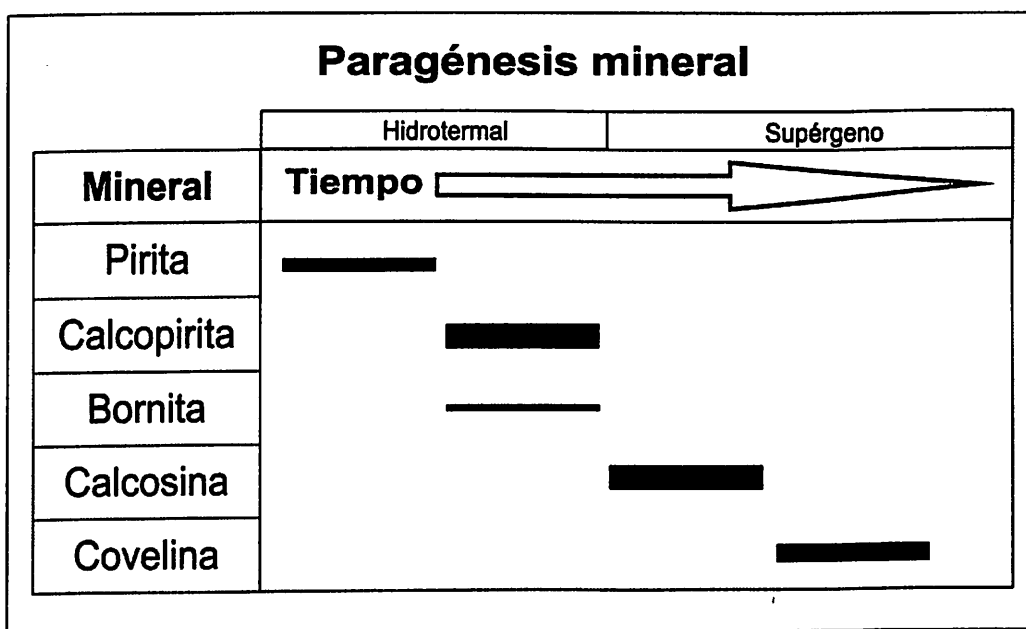 Paragénesis mineral
Hidrotermal
Supérgeno
Mineral
Tiempo
Pirita
Calcopirita
Bornita
Calcosina
Covelina